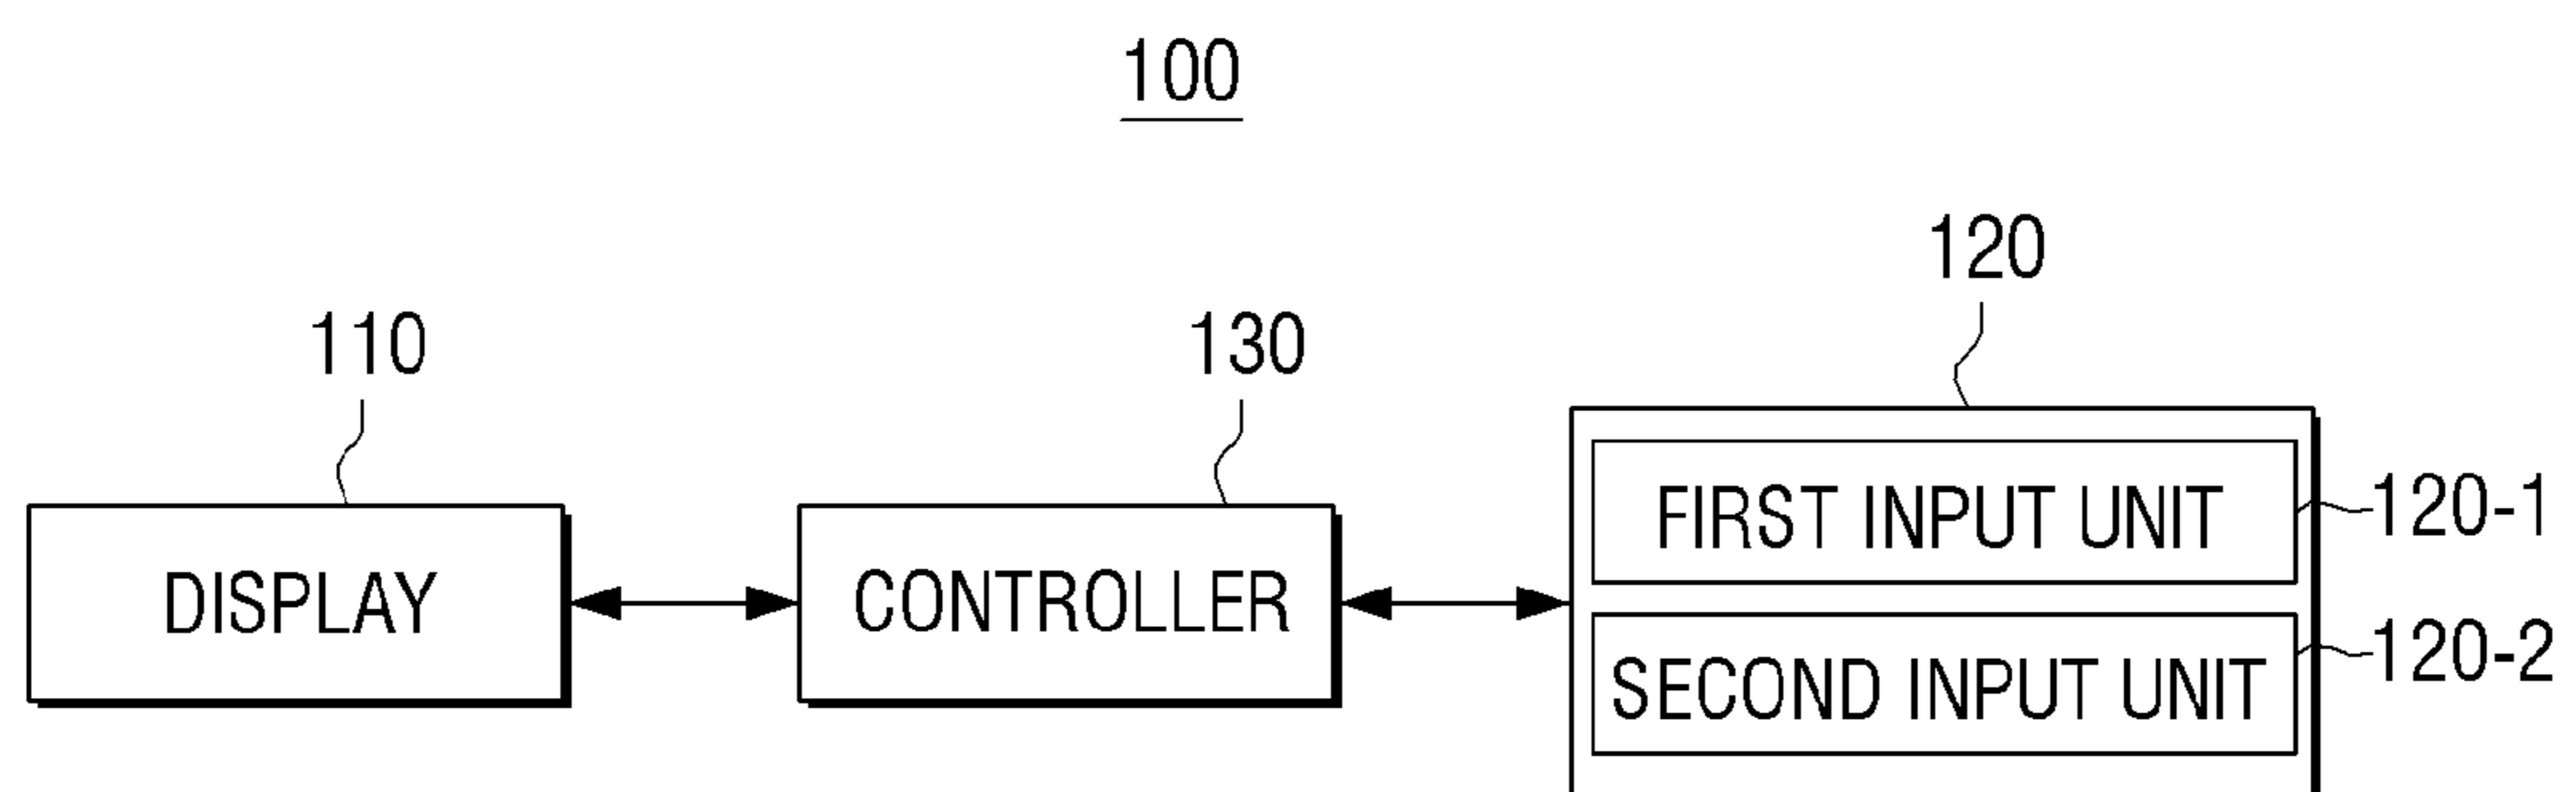 100
120
110
130
FIRST INPUT UNIT
120-1
DISPLAY
CONTROLLER
SECOND INPUT UNIT
120-2